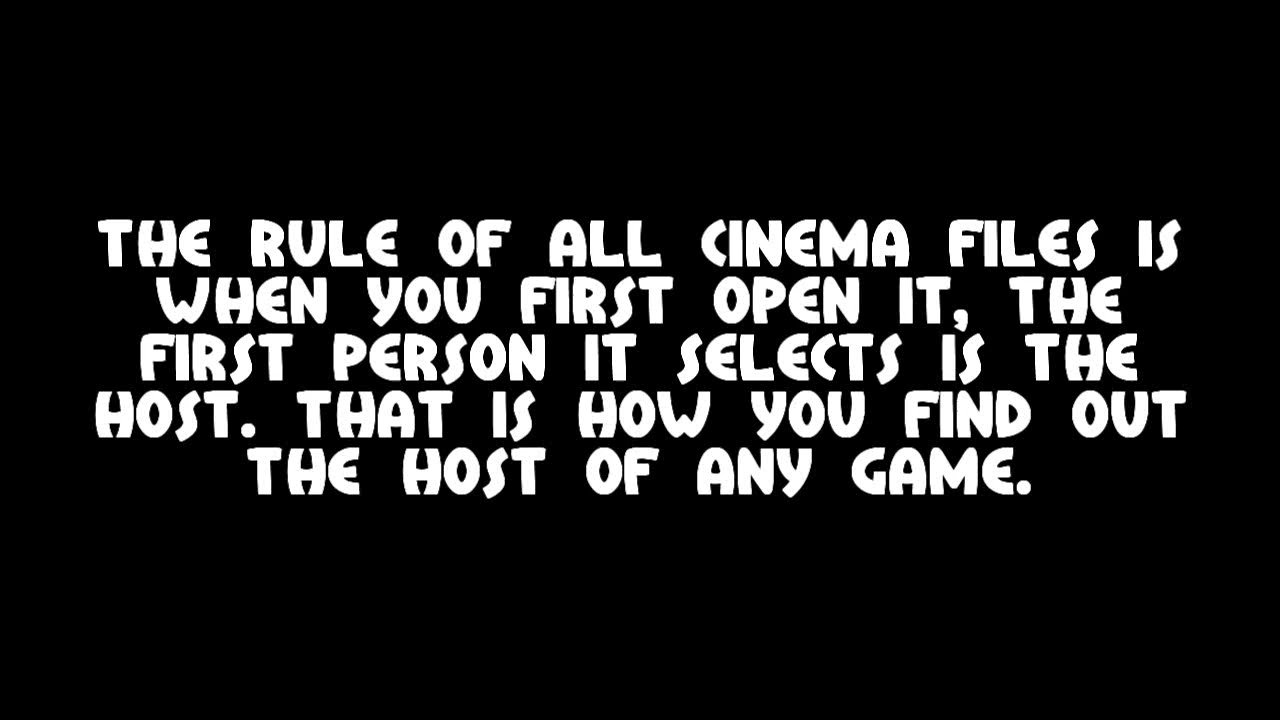 THE RULE OF ALL CINEMA FILES IS
WHEN YOU FIRST OPEN IT, THE
FIRST PERSON IT SELECTS IS THE
HOST. THAT IS HOW YOU FIND OUT
THE HOST OF ANY GAME.